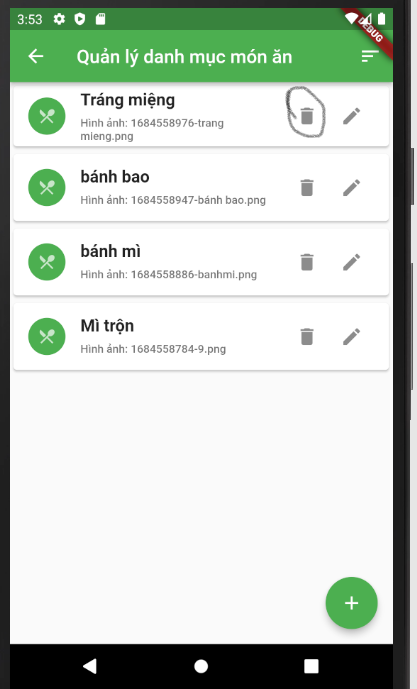 3:53
DEBUG
Quản lý danh mục món ăn
Tráng miệng
Hình ảnh: 1684558976-trang
mieng.png
bánh bao
Hình ảnh: 1684558947-bánh bao.png
bánh mì
Hình ảnh: 1684558886-banhmi.png
Mì trộn
Hình ảnh: 1684558784-9.png